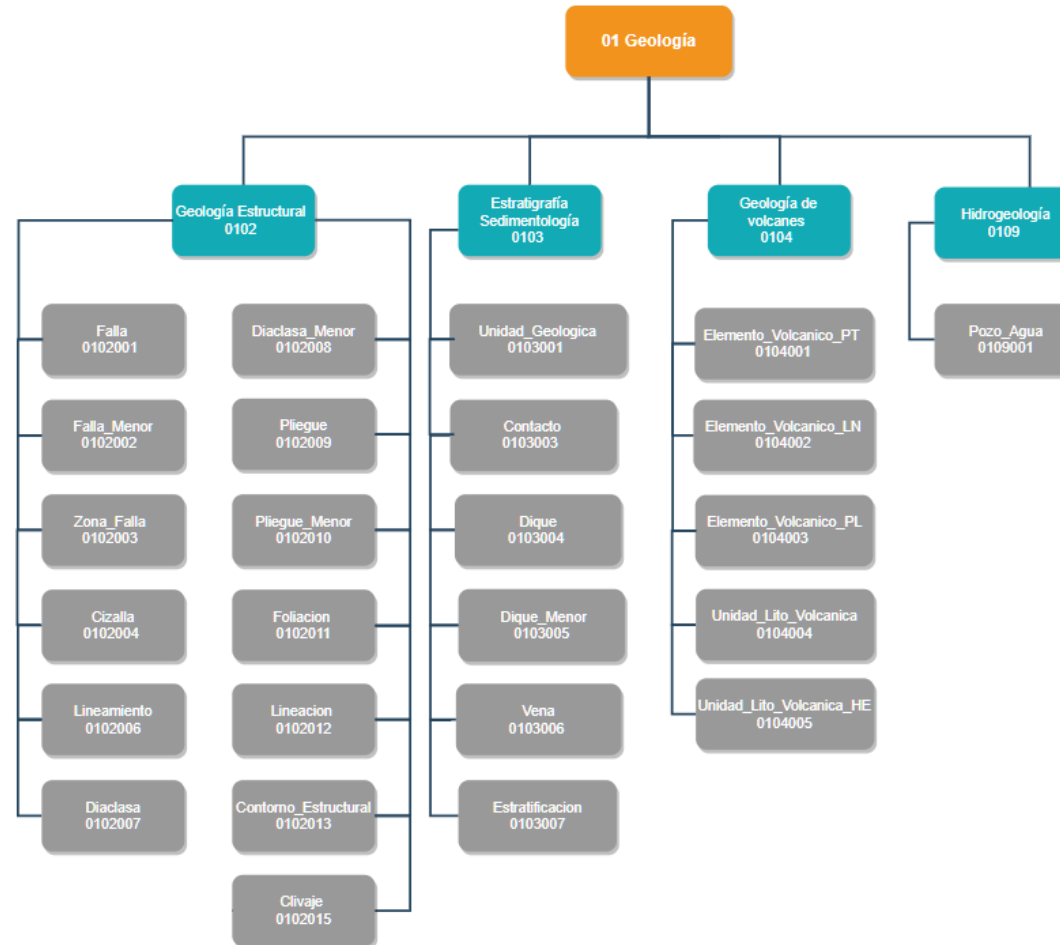 01 Geología
Geología Estructural
0102
Estratigrafía
Sedimentología
0103
Geología de
volcanes
0104
Hidrogeología
0109
Falla
0102001
Falla_Menor
0102002
Zona_Falla
0102003
Cizalla
0102004
Lineamiento
0102006
Diaclasa
0102007
Diaclasa_Menor
0102008
Pliegue
0102009
Pliegue_Menor
0102010
Foliacion
0102011
Lineacion
0102012
Contorno_Estructural
0102013
Clivaje
0102015
Unidad_Geologica
0103001
Contacto
0103003
Dique
0103004
Dique_Menor
0103005
Vena
0103006
Estratificacion
0103007
Elemento_Volcanico_PT
0104001
Elemento_Volcanico_LN
0104002
Elemento_Volcanico_PL
0104003
Unidad_Lito_Volcanica
0104004
Unidad_Lito_Volcanica_HE
0104005
Pozo_Agua
0109001